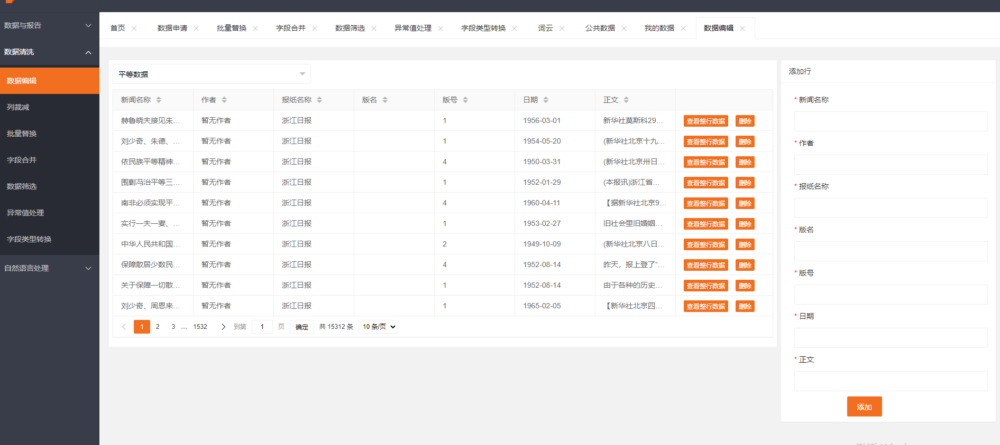 数据与报告
数据清洗
数据编辑
列裁减
批量替换
字段合并
数据筛选
异常值处理
字段类型转换
自然语言处理
首页 数据申请 批量替换 字段合并 数据筛选 异常值处理 字段类型转换 词云 公共数据 我的数据 数据编辑
平等数据
新闻名称 作者 报纸名称 版名 版号 日期 正文
赫鲁晓夫接见朱... 暂无作者 浙江日报 1 1956-03-01 新华社莫斯科29... 查看整行数据 删除
刘少奇、朱德、... 暂无作者 浙江日报 1 1954-05-20 (新华社北京十九... 查看整行数据 删除
依民族平等精神... 暂无作者 浙江日报 4 1950-03-31 (新华社北京卅日... 查看整行数据 删除
围剿冯治平等三... 暂无作者 浙江日报 1 1952-01-29 (本报讯)浙江省... 查看整行数据 删除
南非必须实现平... 暂无作者 浙江日报 4 1960-04-11 【据新华社北京9... 查看整行数据 删除
实行一夫一妻、... 暂无作者 浙江日报 1 1953-02-27 旧社会里旧婚姻... 查看整行数据 删除
中华人民共和国... 暂无作者 浙江日报 2 1949-10-09 (新华社北京八日... 查看整行数据 删除
保障散居少数民... 暂无作者 浙江日报 4 1952-08-14 昨天，报上登了“... 查看整行数据 删除
关于保障一切散... 暂无作者 浙江日报 1 1952-08-14 由于各种的历史... 查看整行数据 删除
刘少奇、周恩来... 暂无作者 浙江日报 1 1965-02-05 【新华社北京四... 查看整行数据 删除
1 2 3 ... 1532 到第 1 页 确定 共 15312 条 10 条/页
添加行
* 新闻名称
* 作者
* 报纸名称
* 版名
* 版号
* 日期
* 正文
添加